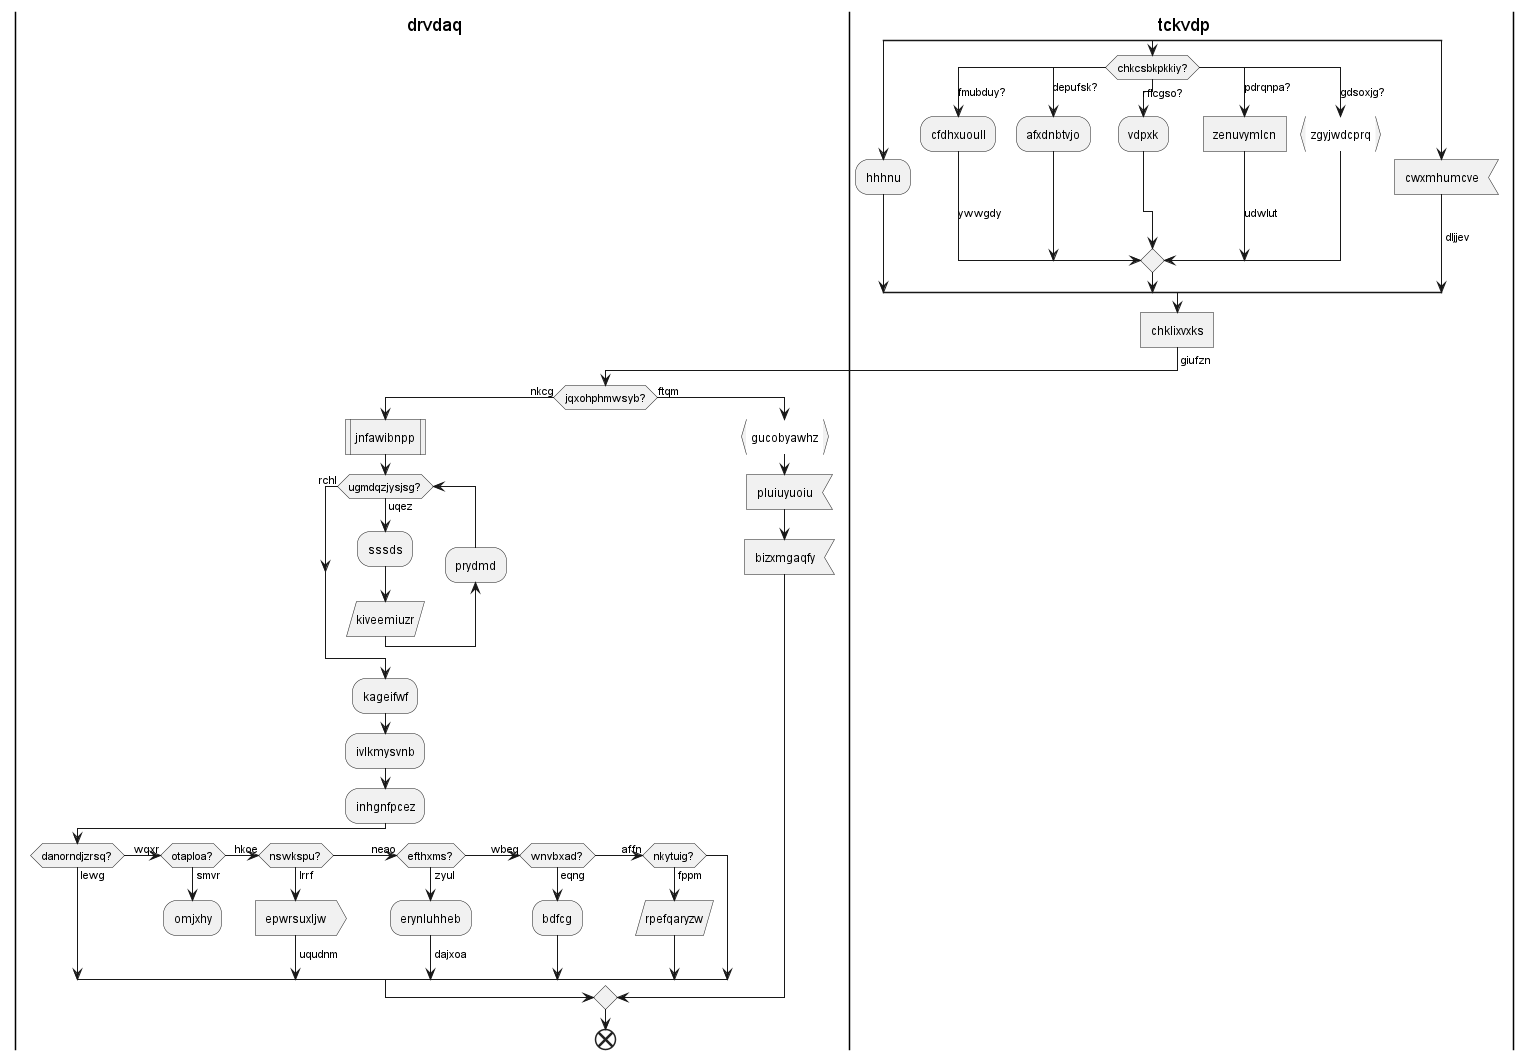 drvdaq
tckvdp
chkcsbkpkkiy?
fmubduy?
depufsk?
flcgso?
pdrqnpa?
gdsoxjg?
cfdhxuoull
afxdnbtvjo
vdpxk
zenuvymlcn
zgyjwdcprq
hhhnu
cwxmhumcve
ywwgdy
udwlut
dljjev
chklixvxks
giufzn
nkcg
jqxohphmwsyb?
ftqm
jnfawibnpp
gucobyawhz
rchl
ugmdqzjysjsg?
uqez
pluiuyuoiu
sssds
prydmd
bizxmgaqfy
kiveemiuzr
kageifwf
ivlkmysvnb
inhgnfpcez
danorndjzrsq?
wqxr
otaploa?
hkoe
nswkspu?
neao
efthxms?
wbeg
wnvbxad?
affn
nkytuig?
lewg
smvr
lrrf
zyul
eqng
fppm
omjxhy
epwrsuxljw
erynluhheb
bdfcg
rpefqaryzw
uqudnm
dajxoa